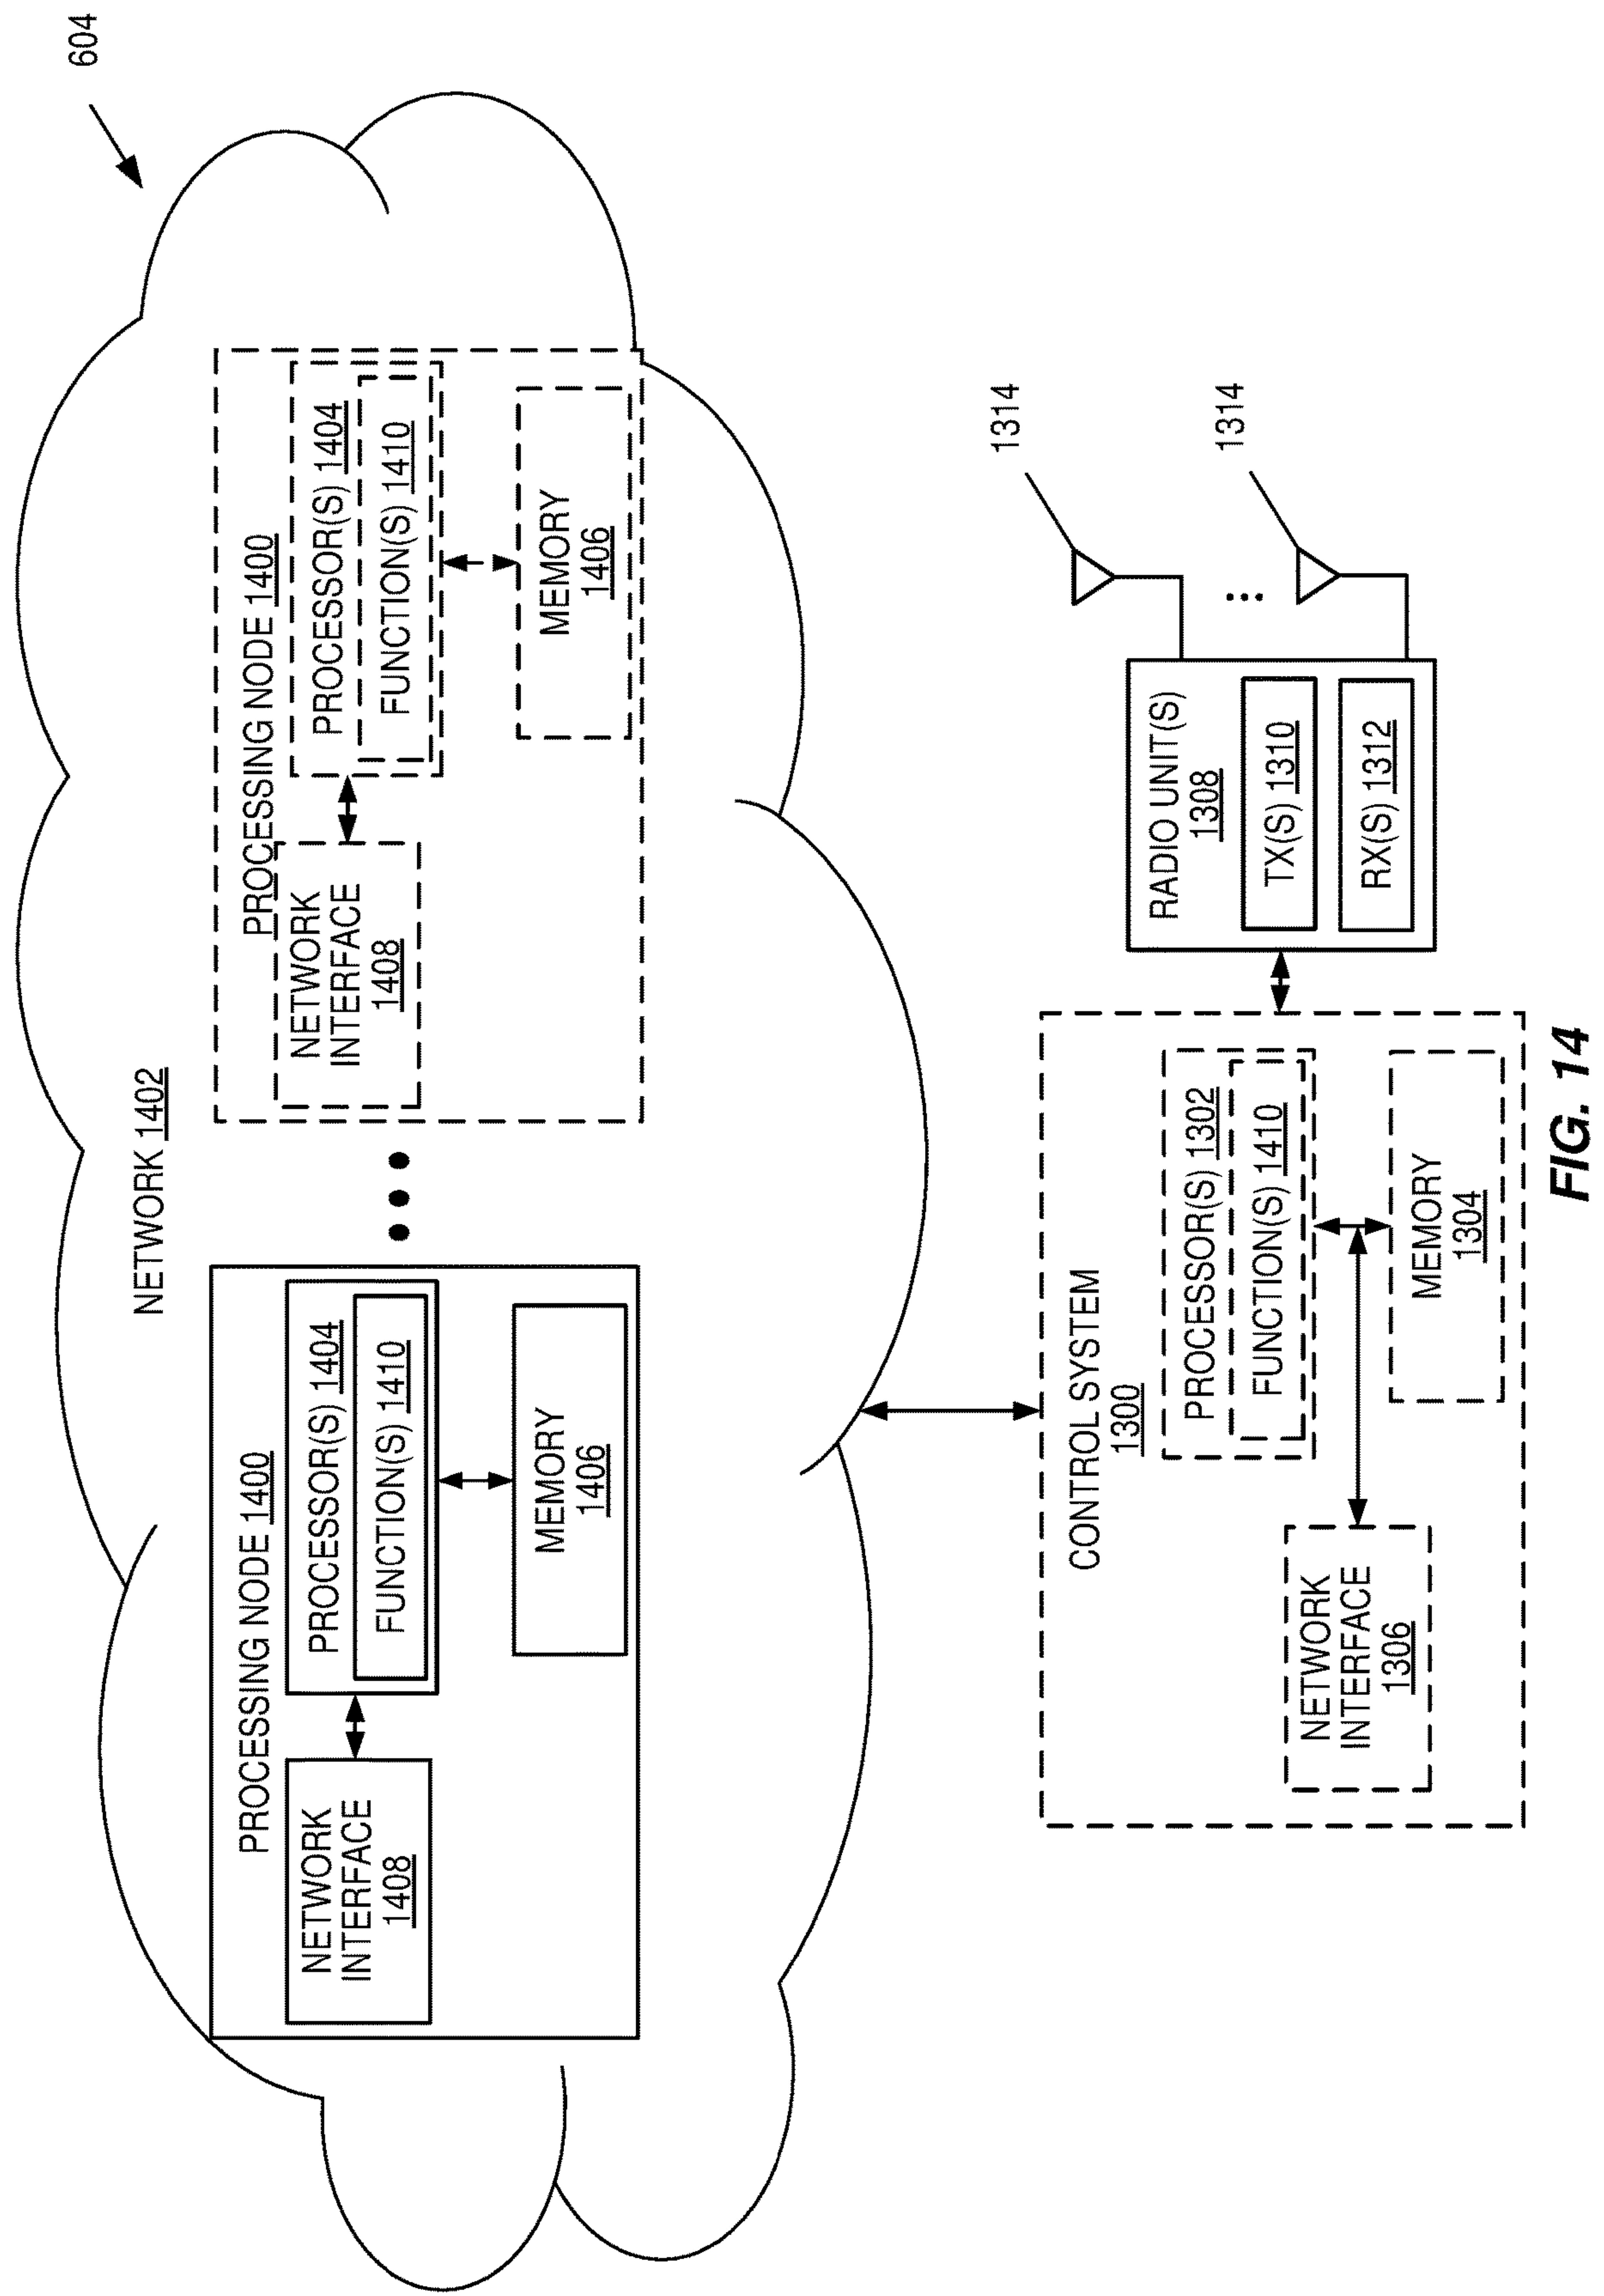 604
NETWORK 1402
PROCESSING NODE 1400
NETWORK
INTERFACE
1408
PROCESSOR(S) 1404
FUNCTION(S) 1410
MEMORY
1406
PROCESSING NODE 1400
NETWORK
INTERFACE
1408
PROCESSOR(S) 1404
FUNCTION(S) 1410
MEMORY
1406
CONTROL SYSTEM
1300
NETWORK
INTERFACE
1306
PROCESSOR(S) 1302
FUNCTION(S) 1410
MEMORY
1304
RADIO UNIT(S)
1308
TX(S) 1310
RX(S) 1312
1314
1314
FIG. 14